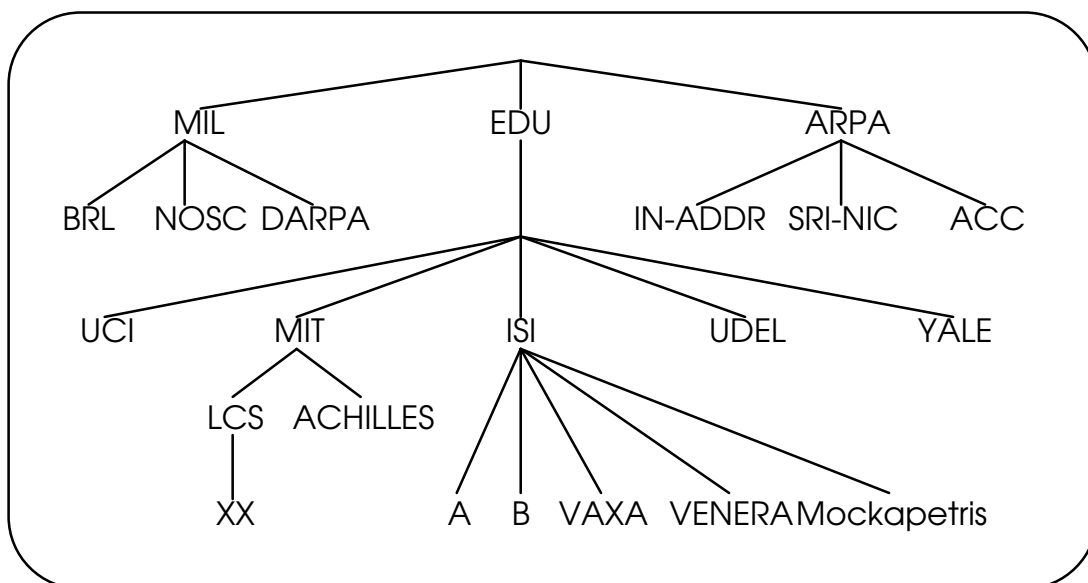 MIL EDU ARPA
BRL NOSC DARPA IN-ADDR SRI-NIC ACC
UCI MIT ISI UDEL YALE
LCS ACHILLES
XX A B VAXA VENERA Mockapetris